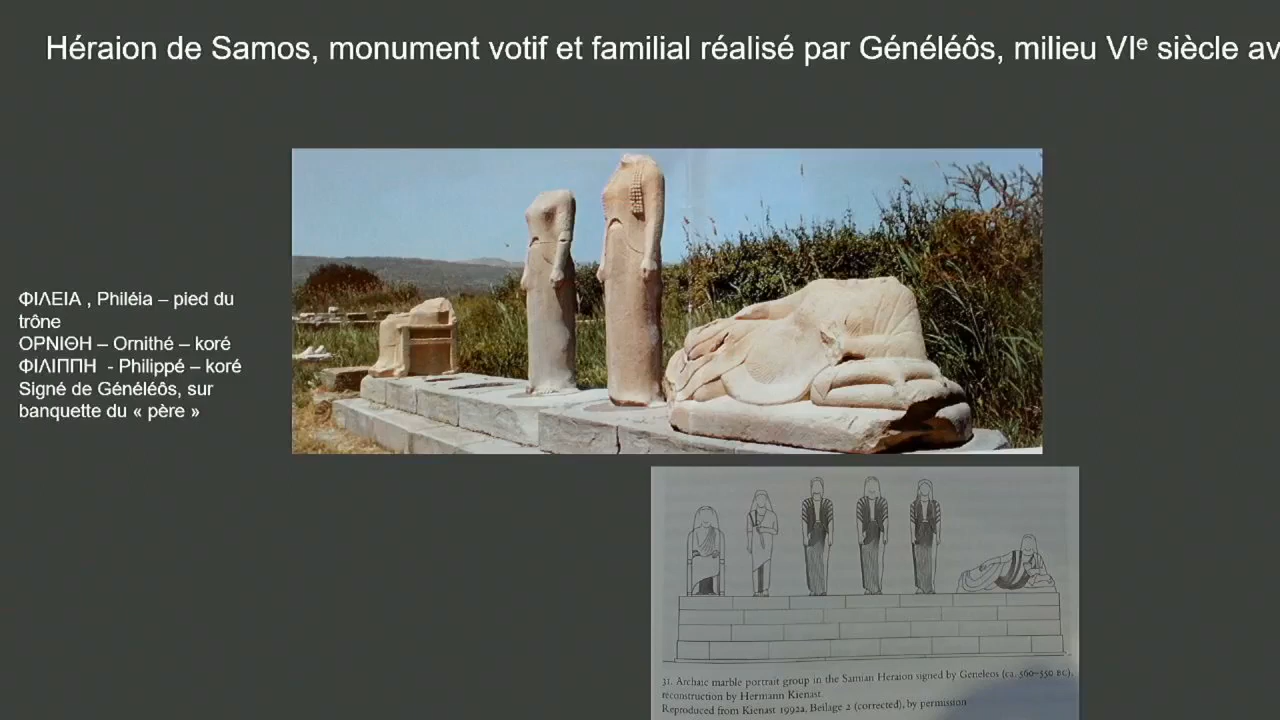 Héraion de Samos, monument votif et familial réalisé par Généléôs, milieu VIᵉ siècle av
ΦΙΛΕΙΑ , Philéia – pied du
trône
ΟΡΝΙΘΗ – Ornithé – koré
ΦΙΛΙΠΠΗ - Philippé – koré
Signé de Généléôs, sur
banquette du « père »
31. Archaic marble portrait group in the Samian Heraion signed by Geneleos (ca. 560–550 BC),
reconstruction by Hermann Kienast.
Reproduced from Kienast 1992a, Beilage 2 (corrected), by permission